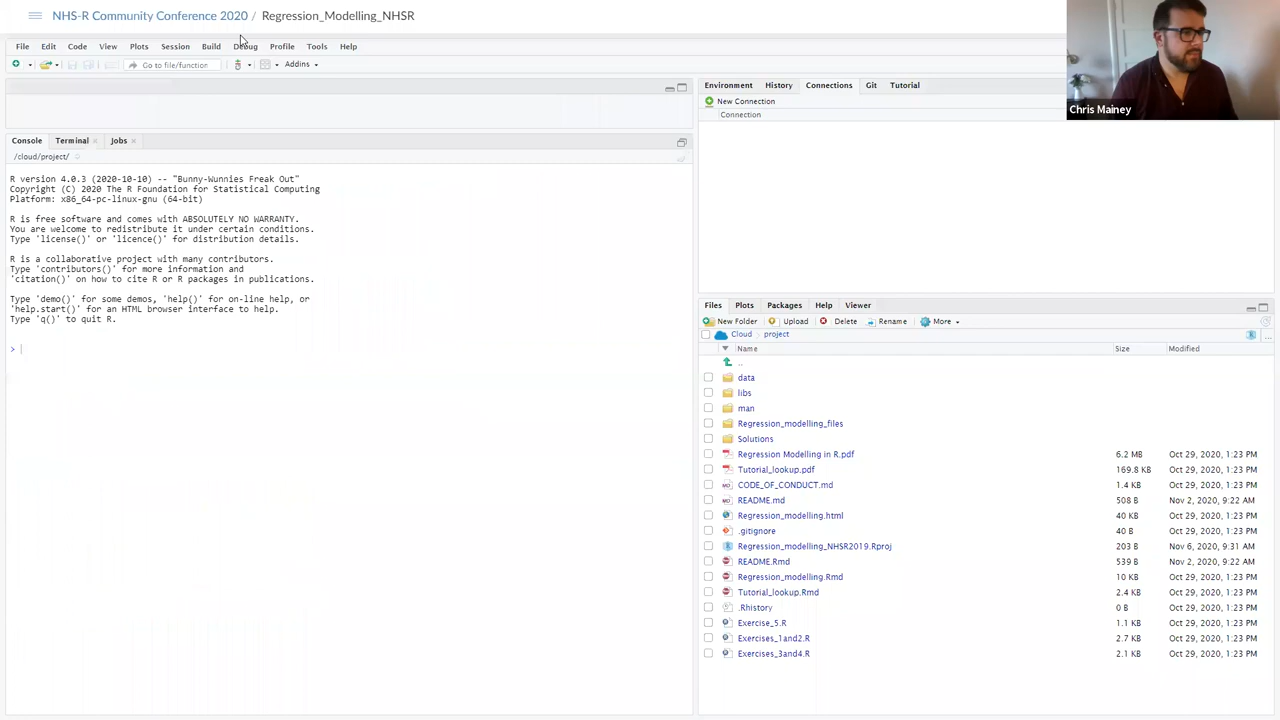 NHS-R Community Conference 2020 / Regression_Modelling_NHSR
Chris Mainey
File Edit Code View Plots Session Build Debug Profile Tools Help
Go to file/function Addins
Console Terminal Jobs
/cloud/project/
R version 4.0.3 (2020-10-10) -- "Bunny-Wunnies Freak Out"
Copyright (C) 2020 The R Foundation for Statistical Computing
Platform: x86_64-pc-linux-gnu (64-bit)
R is free software and comes with ABSOLUTELY NO WARRANTY.
You are welcome to redistribute it under certain conditions.
Type 'license()' or 'licence()' for distribution details.
R is a collaborative project with many contributors.
Type 'contributors()' for more information and
'citation()' on how to cite R or R packages in publications.
Type 'demo()' for some demos, 'help()' for on-line help, or
'help.start()' for an HTML browser interface to help.
Type 'q()' to quit R.
>
Environment History Connections Git Tutorial
New Connection
Connection
Files Plots Packages Help Viewer
New Folder Upload Delete Rename More
Cloud project ...
Name Size Modified
..
data
libs
man
Regression_modelling_files
Solutions
Regression Modelling in R.pdf 6.2 MB Oct 29, 2020, 1:23 PM
Tutorial_lookup.pdf 169.8 KB Oct 29, 2020, 1:23 PM
CODE_OF_CONDUCT.md 1.4 KB Oct 29, 2020, 1:23 PM
README.md 508 B Nov 2, 2020, 9:22 AM
Regression_modelling.html 40 KB Oct 29, 2020, 1:23 PM
.gitignore 40 B Oct 29, 2020, 1:23 PM
Regression_modelling_NHSR2019.Rproj 203 B Nov 6, 2020, 9:31 AM
README.Rmd 539 B Nov 2, 2020, 9:22 AM
Regression_modelling.Rmd 10 KB Oct 29, 2020, 1:23 PM
Tutorial_lookup.Rmd 2.4 KB Oct 29, 2020, 1:23 PM
.Rhistory 0 B Oct 29, 2020, 1:23 PM
Exercise_5.R 1.1 KB Oct 29, 2020, 1:23 PM
Exercises_1and2.R 2.7 KB Oct 29, 2020, 1:23 PM
Exercises_3and4.R 2.1 KB Oct 29, 2020, 1:23 PM